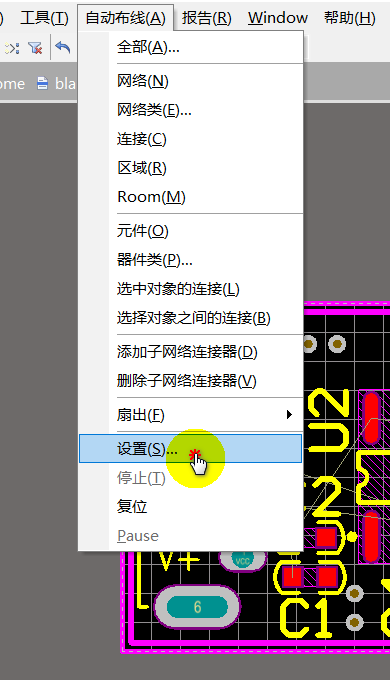 ) 工具(T) 自动布线(A) 报告(R) Window 帮助(H)
全部(A)...
ome bla
网络(N)
网络类(E)...
连接(C)
区域(R)
Room(M)
元件(O)
器件类(P)...
选中对象的连接(L)
选择对象之间的连接(B)
添加子网络连接器(D)
删除子网络连接器(V)
扇出(F)
U2
设置(S)...
停止(T)
2
复位
Pause
V+
VCC
6
C1